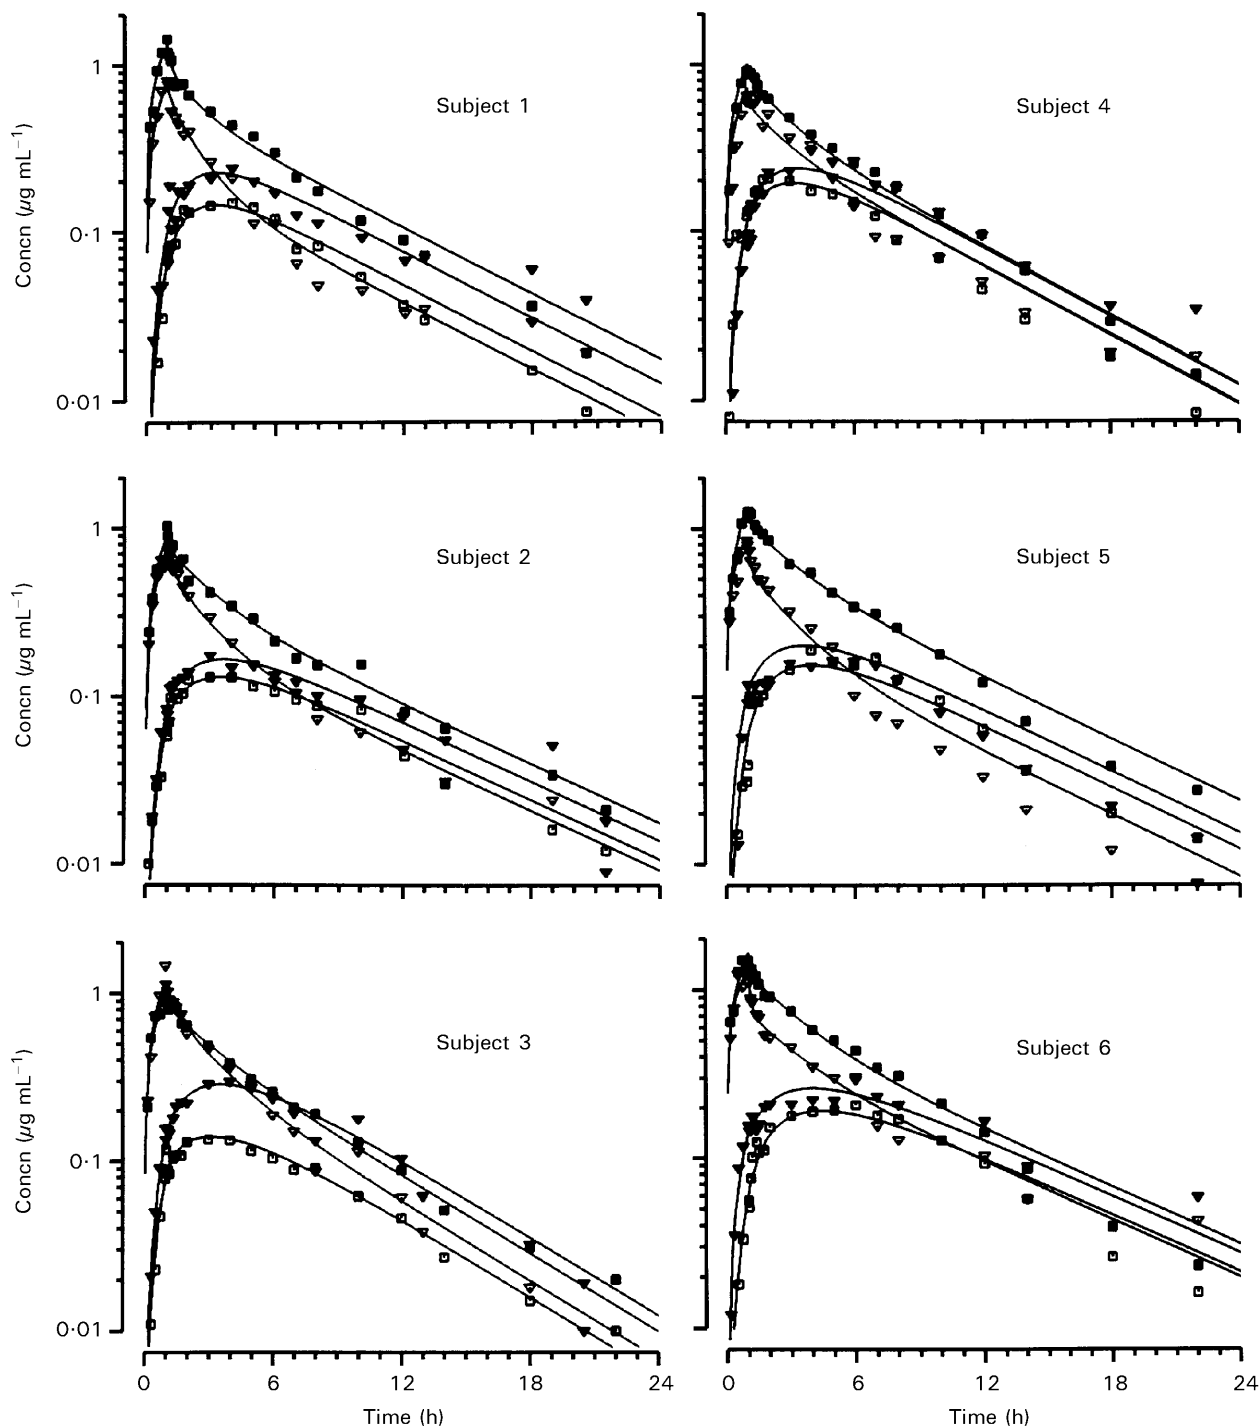 Subject 1
Subject 4
1
0·1
0·01
Concn (µg mL⁻¹)
Subject 2
Subject 5
1
0·1
0·01
Concn (µg mL⁻¹)
Subject 3
Subject 6
1
0·1
0·01
Concn (µg mL⁻¹)
0 6 12 18 24
0 6 12 18 24
Time (h)
Time (h)